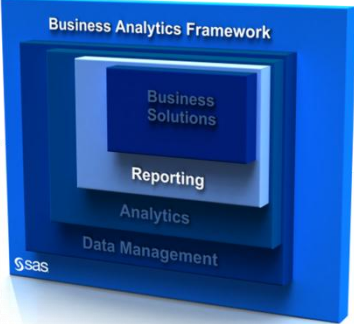 Business Analytics Framework
Business
Solutions
Reporting
Analytics
Data Management
sas